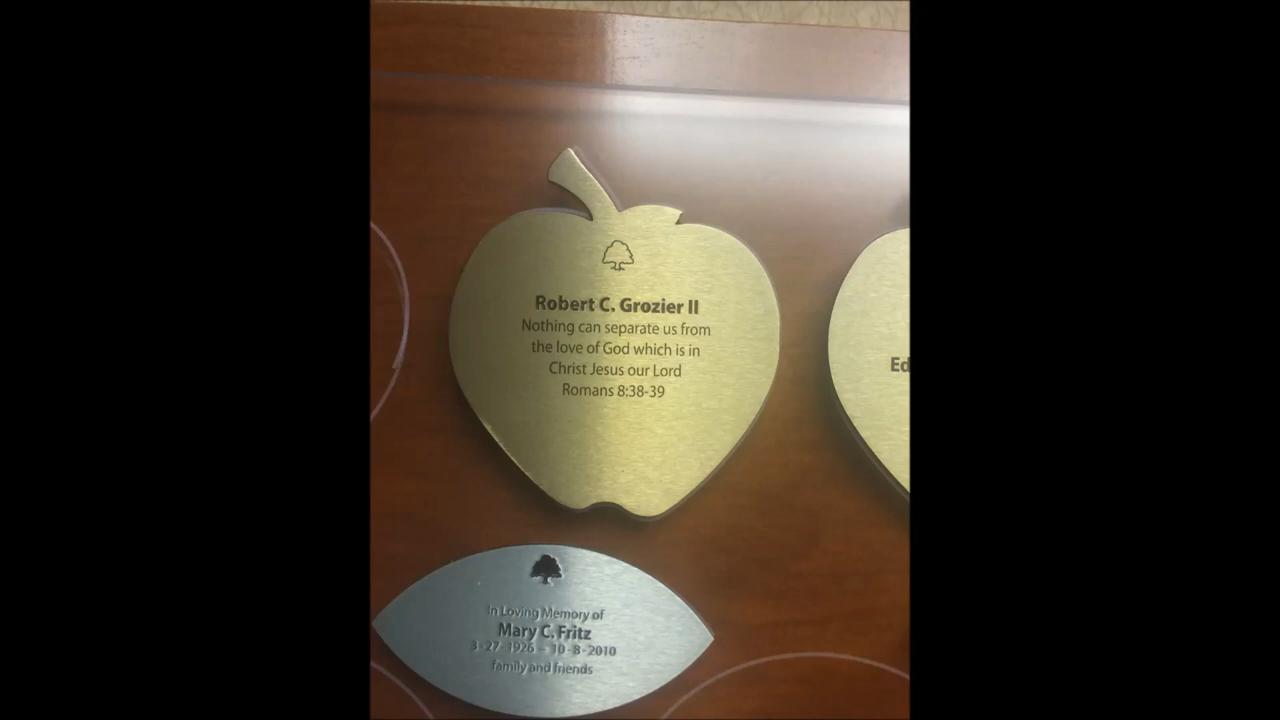 Robert C. Grozier II
Nothing can separate us from
the love of God which is in
Christ Jesus our Lord
Romans 8:38-39
Ed
In Loving Memory of
Mary C. Fritz
3-27-1926 - 10-8-2010
family and friends